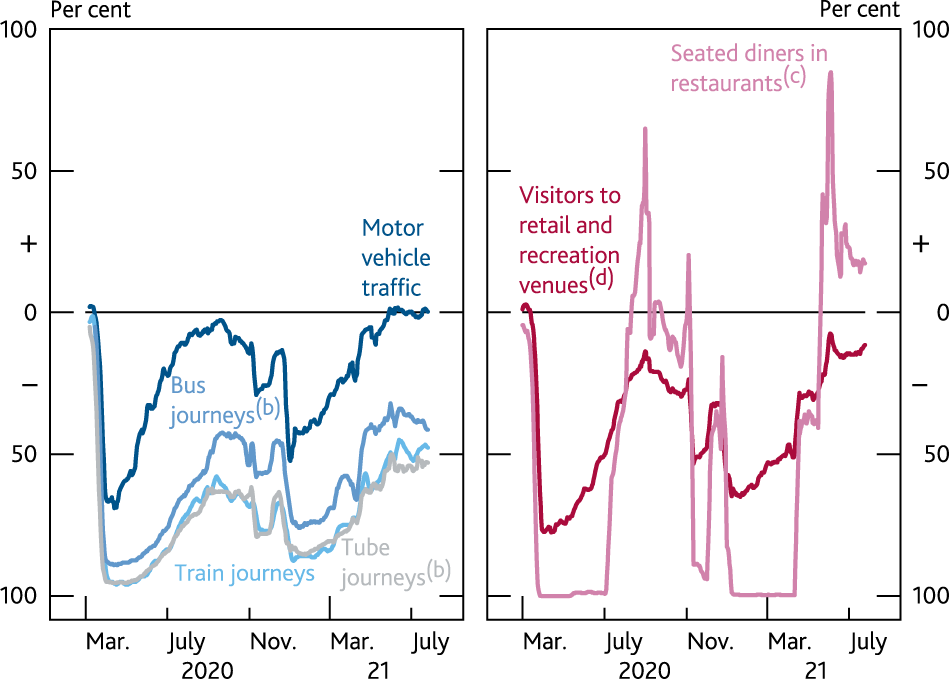 Per cent
100
50
+
0
–
50
100
Motor
vehicle
traffic
Bus
journeys(b)
Train journeys
Tube
journeys(b)
Mar.
July
Nov.
Mar.
July
2020
21
Per cent
100
50
+
0
–
50
100
Seated diners in
restaurants(c)
Visitors to
retail and
recreation
venues(d)
Mar.
July
Nov.
Mar.
July
2020
21